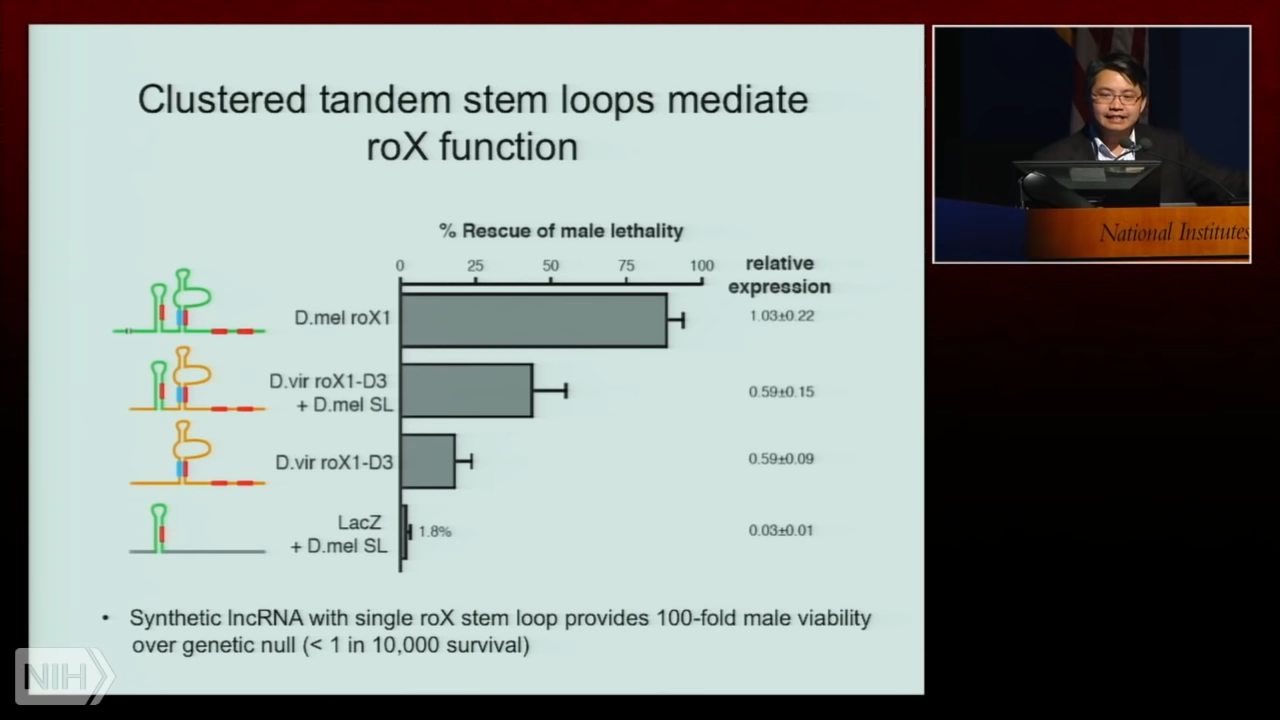 Clustered tandem stem loops mediate
roX function
% Rescue of male lethality
0 25 50 75 100
relative
expression
D.mel roX1
1.03±0.22
D.vir roX1-D3
+ D.mel SL
0.59±0.15
D.vir roX1-D3
0.59±0.09
LacZ
+ D.mel SL
1.8%
0.03±0.01
• Synthetic lncRNA with single roX stem loop provides 100-fold male viability
over genetic null (< 1 in 10,000 survival)
National Institutes
NIH